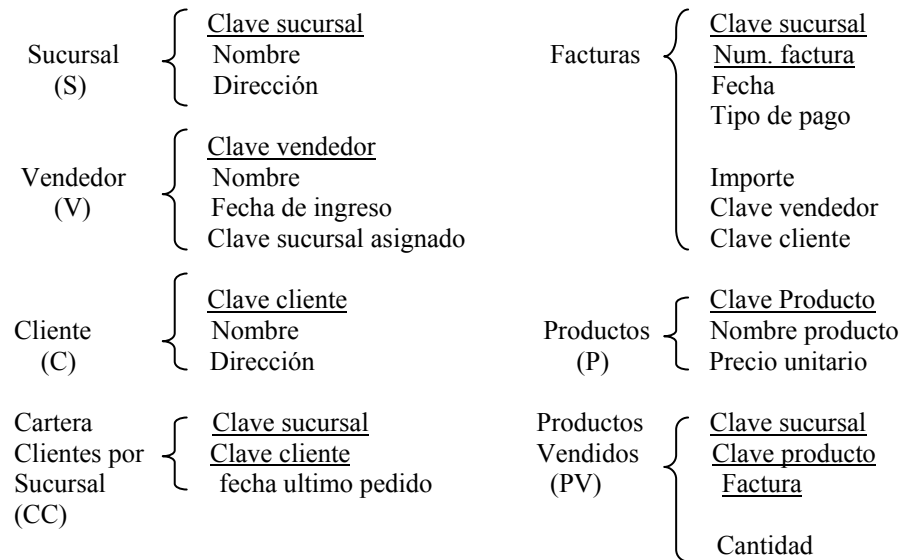 Sucursal
(S)
Clave sucursal
Nombre
Dirección
Vendedor
(V)
Clave vendedor
Nombre
Fecha de ingreso
Clave sucursal asignado
Cliente
(C)
Clave cliente
Nombre
Dirección
Cartera
Clientes por
Sucursal
(CC)
Clave sucursal
Clave cliente
fecha ultimo pedido
Facturas
Clave sucursal
Num. factura
Fecha
Tipo de pago
Importe
Clave vendedor
Clave cliente
Productos
(P)
Clave Producto
Nombre producto
Precio unitario
Productos
Vendidos
(PV)
Clave sucursal
Clave producto
Factura
Cantidad